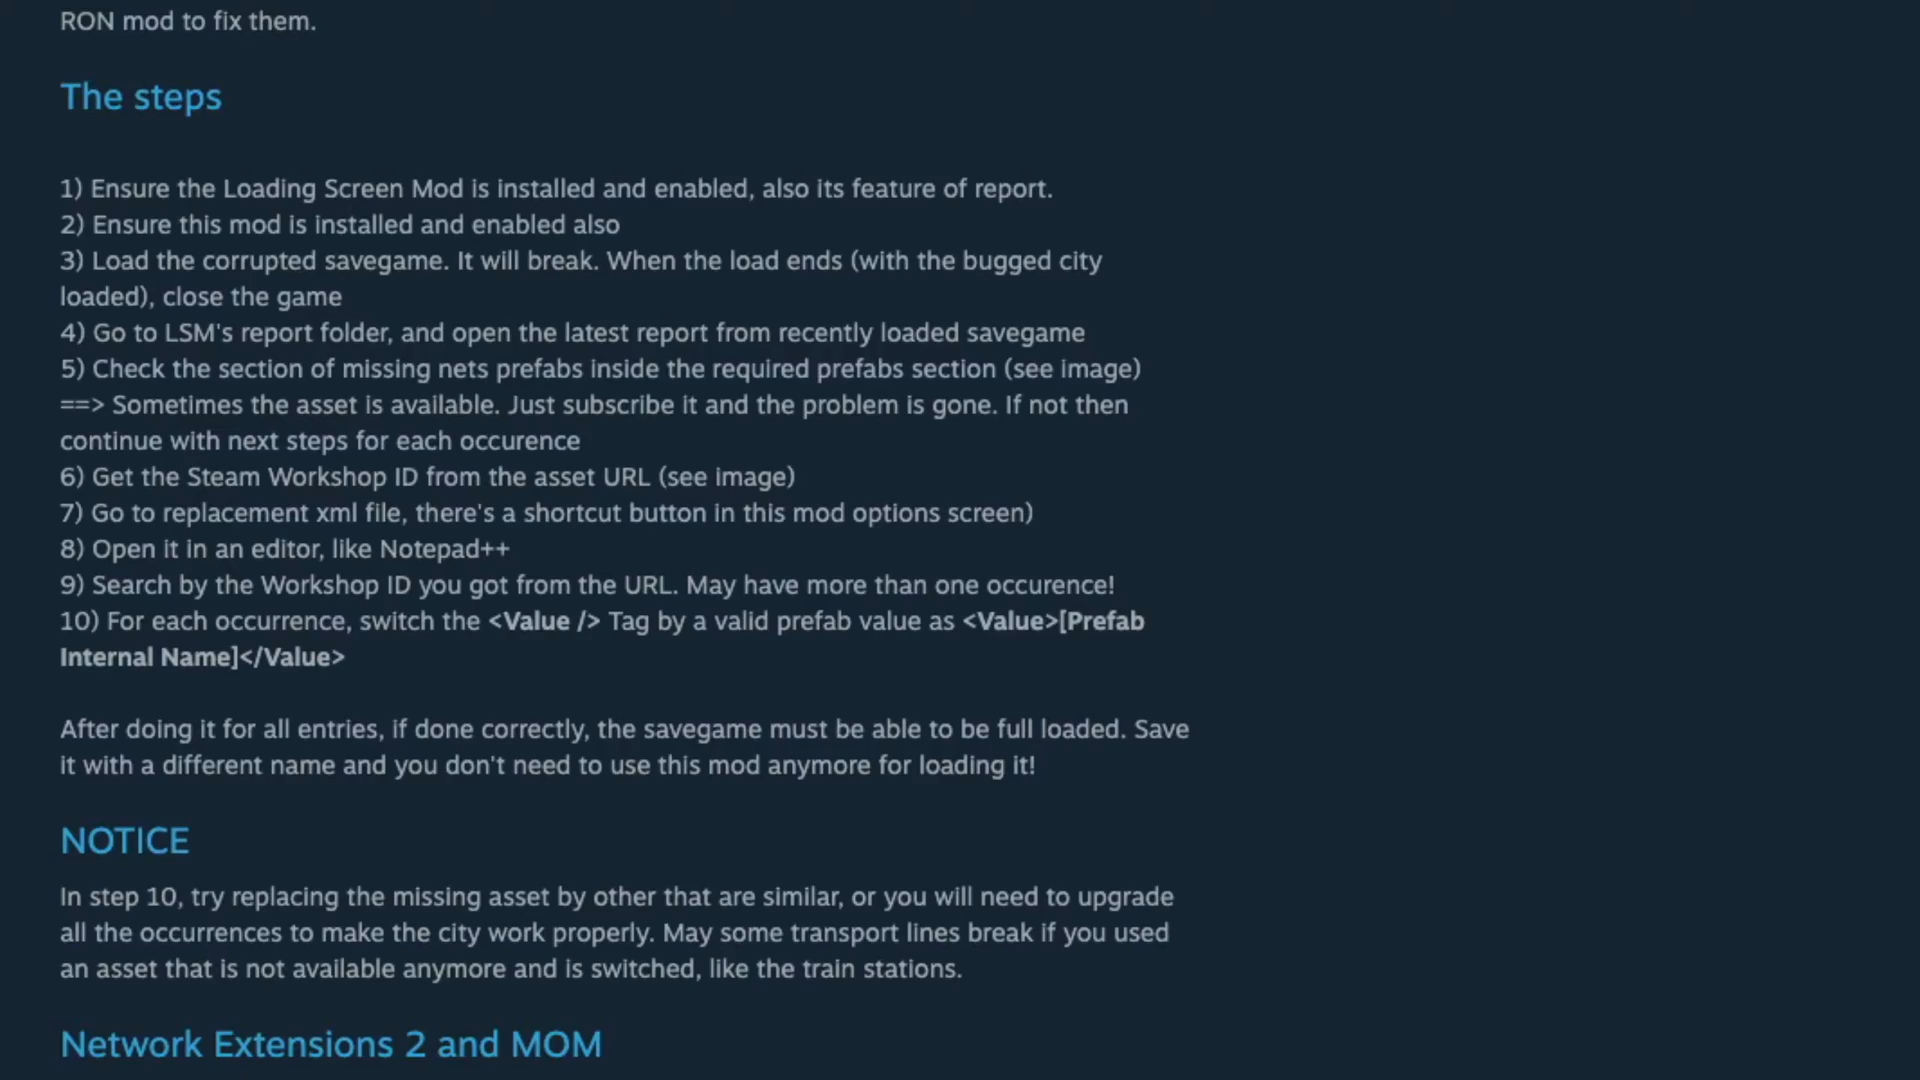 RON mod to fix them.
The steps
1) Ensure the Loading Screen Mod is installed and enabled, also its feature of report.
2) Ensure this mod is installed and enabled also
3) Load the corrupted savegame. It will break. When the load ends (with the bugged city
loaded), close the game
4) Go to LSM's report folder, and open the latest report from recently loaded savegame
5) Check the section of missing nets prefabs inside the required prefabs section (see image)
==> Sometimes the asset is available. Just subscribe it and the problem is gone. If not then
continue with next steps for each occurence
6) Get the Steam Workshop ID from the asset URL (see image)
7) Go to replacement xml file, there's a shortcut button in this mod options screen)
8) Open it in an editor, like Notepad++
9) Search by the Workshop ID you got from the URL. May have more than one occurence!
10) For each occurrence, switch the <Value /> Tag by a valid prefab value as <Value>[Prefab
Internal Name]</Value>
After doing it for all entries, if done correctly, the savegame must be able to be full loaded. Save
it with a different name and you don't need to use this mod anymore for loading it!
NOTICE
In step 10, try replacing the missing asset by other that are similar, or you will need to upgrade
all the occurrences to make the city work properly. May some transport lines break if you used
an asset that is not available anymore and is switched, like the train stations.
Network Extensions 2 and MOM